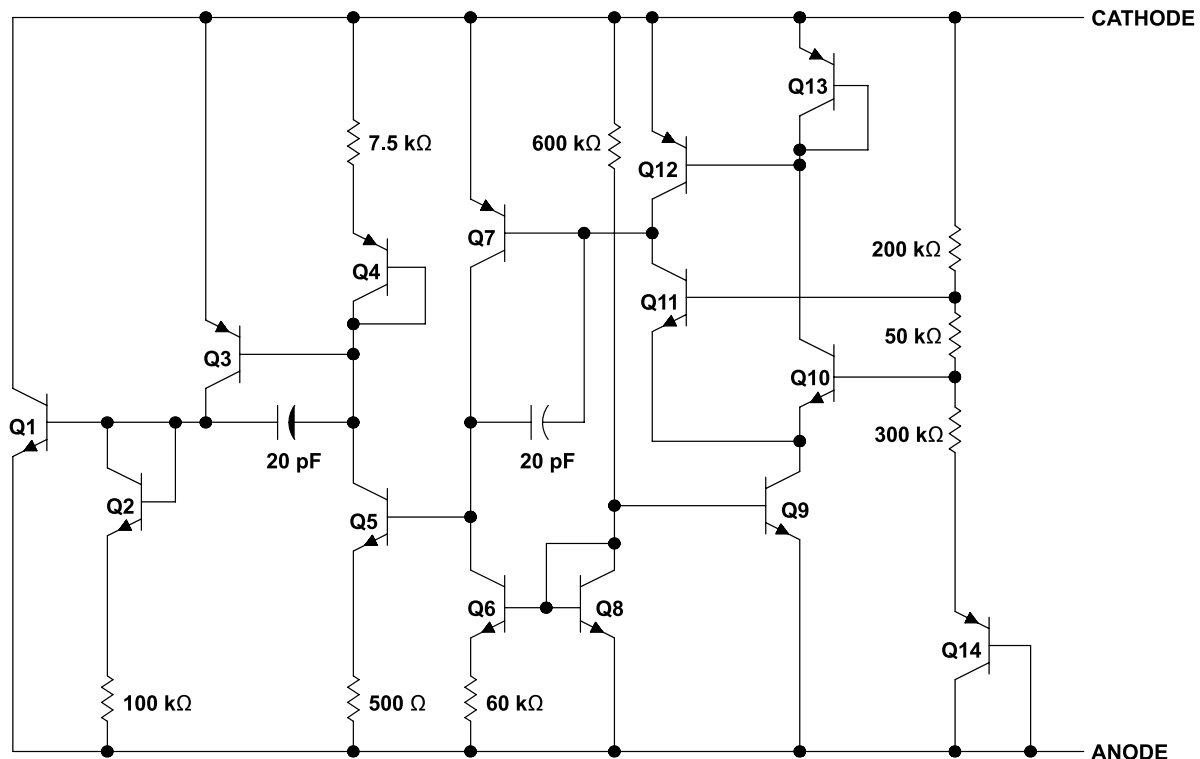 CATHODE
Q13
7.5 kΩ
600 kΩ
Q12
Q7
200 kΩ
Q4
Q11
50 kΩ
Q3
Q10
Q1
300 kΩ
20 pF
20 pF
Q2
Q5
Q9
Q6
Q8
Q14
100 kΩ
500 Ω
60 kΩ
ANODE